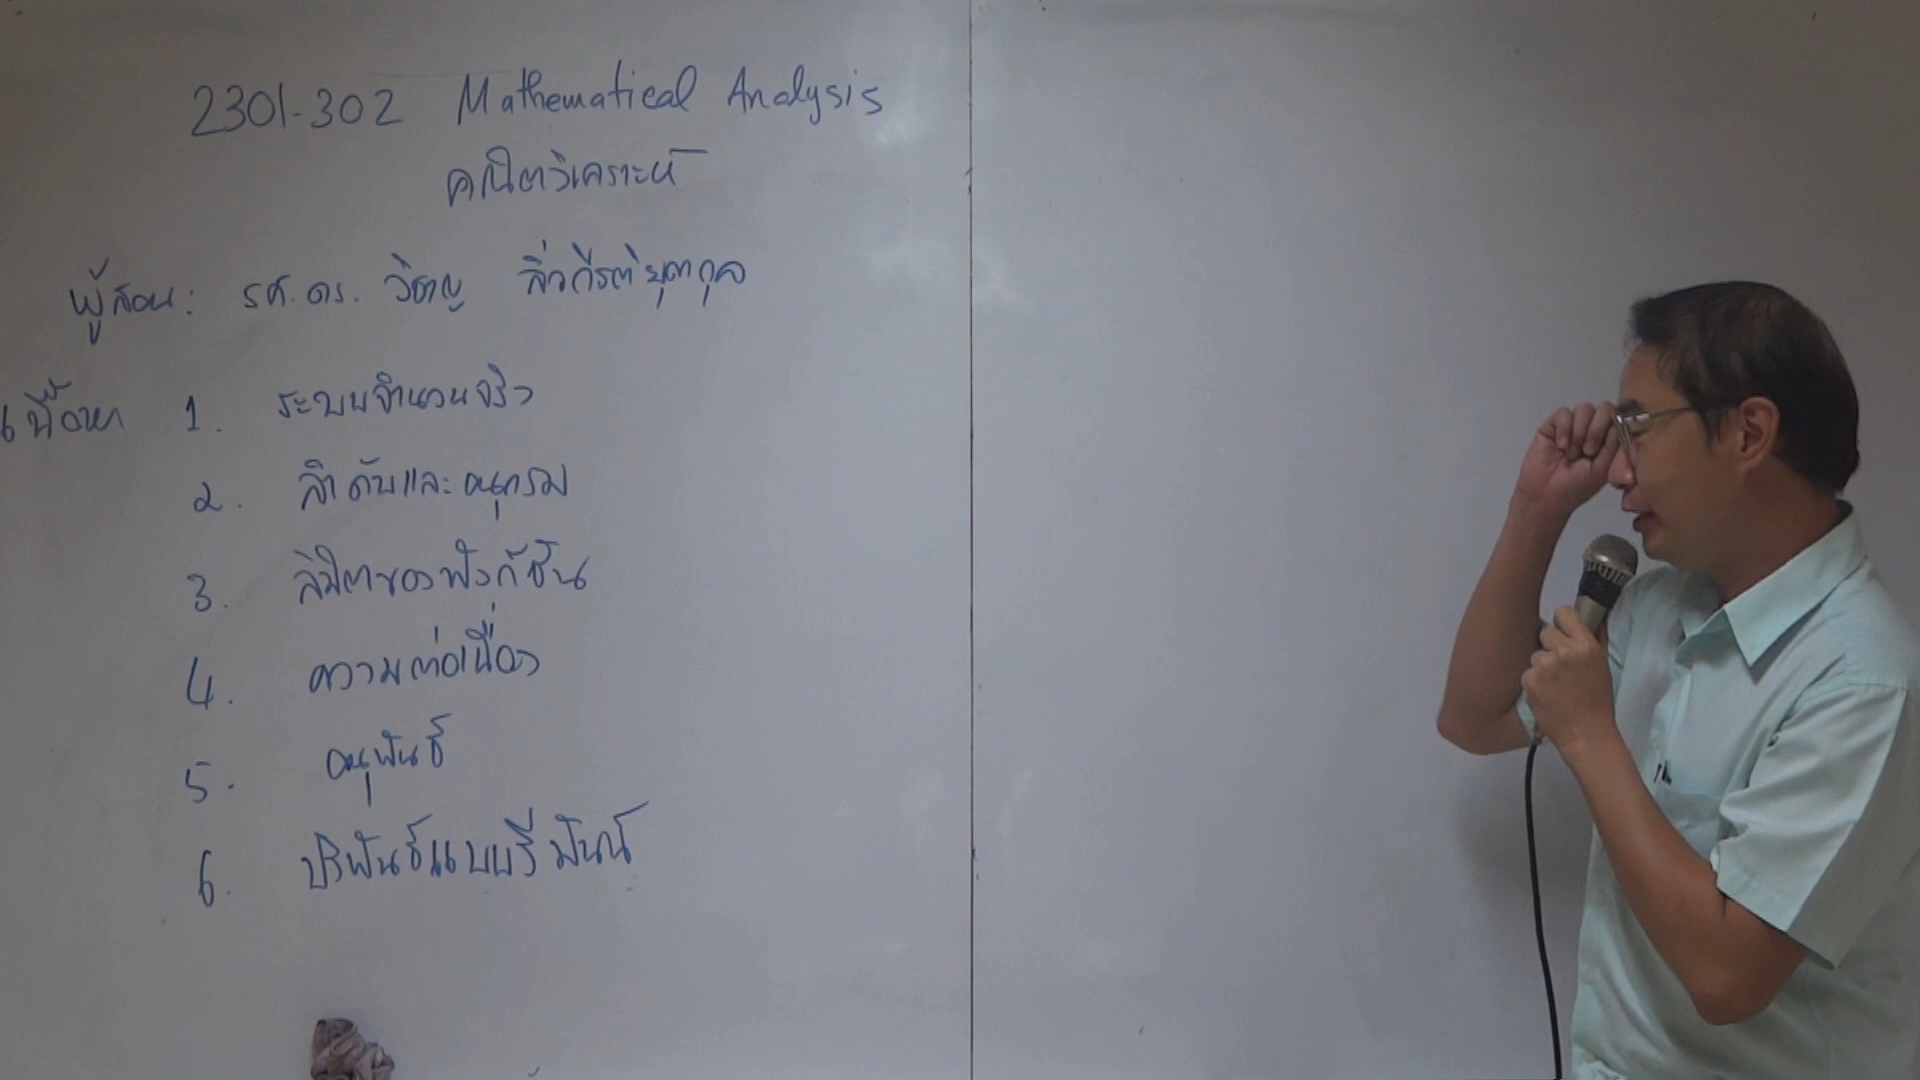 2301-302 Mathematical Analysis
คณิตวิเคราะห์
ผู้สอน: รศ.ดร. วิชาญ ลิ่วกีรติยุตกุล
เนื้อหา 1. ระบบจำนวนจริง
2. ลำดับและอนุกรม
3. ลิมิตของฟังก์ชัน
4. ความต่อเนื่อง
5. อนุพันธ์
6. ปริพันธ์แบบรีมันน์